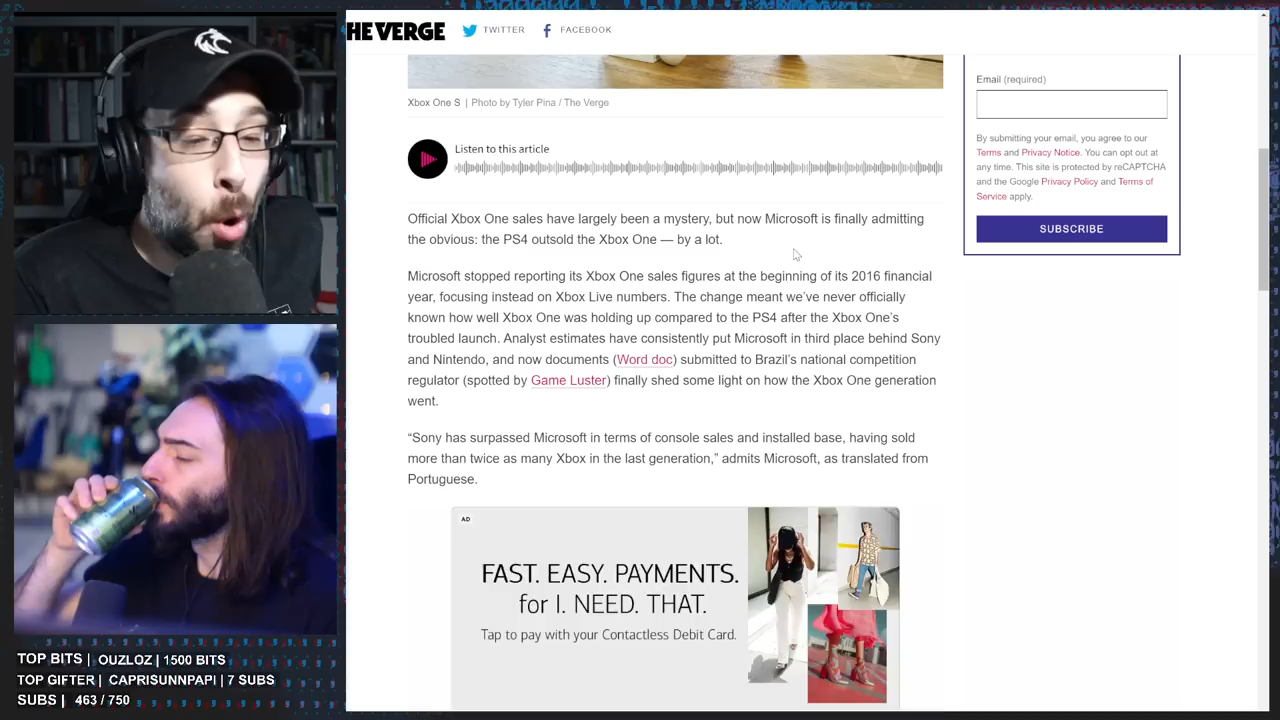 HE VERGE
TWITTER
FACEBOOK
Xbox One S | Photo by Tyler Pina / The Verge
Listen to this article
Official Xbox One sales have largely been a mystery, but now Microsoft is finally admitting
the obvious: the PS4 outsold the Xbox One — by a lot.
Microsoft stopped reporting its Xbox One sales figures at the beginning of its 2016 financial
year, focusing instead on Xbox Live numbers. The change meant we’ve never officially
known how well Xbox One was holding up compared to the PS4 after the Xbox One’s
troubled launch. Analyst estimates have consistently put Microsoft in third place behind Sony
and Nintendo, and now documents (Word doc) submitted to Brazil’s national competition
regulator (spotted by Game Luster) finally shed some light on how the Xbox One generation
went.
“Sony has surpassed Microsoft in terms of console sales and installed base, having sold
more than twice as many Xbox in the last generation,” admits Microsoft, as translated from
Portuguese.
AD
FAST. EASY. PAYMENTS.
for I. NEED. THAT.
Tap to pay with your Contactless Debit Card.
Email (required)
By submitting your email, you agree to our
Terms and Privacy Notice. You can opt out at
any time. This site is protected by reCAPTCHA
and the Google Privacy Policy and Terms of
Service apply.
SUBSCRIBE
TOP BITS | OUZLOZ | 1500 BITS
TOP GIFTER | CAPRISUNNPAPI | 7 SUBS
SUBS | 463 / 750